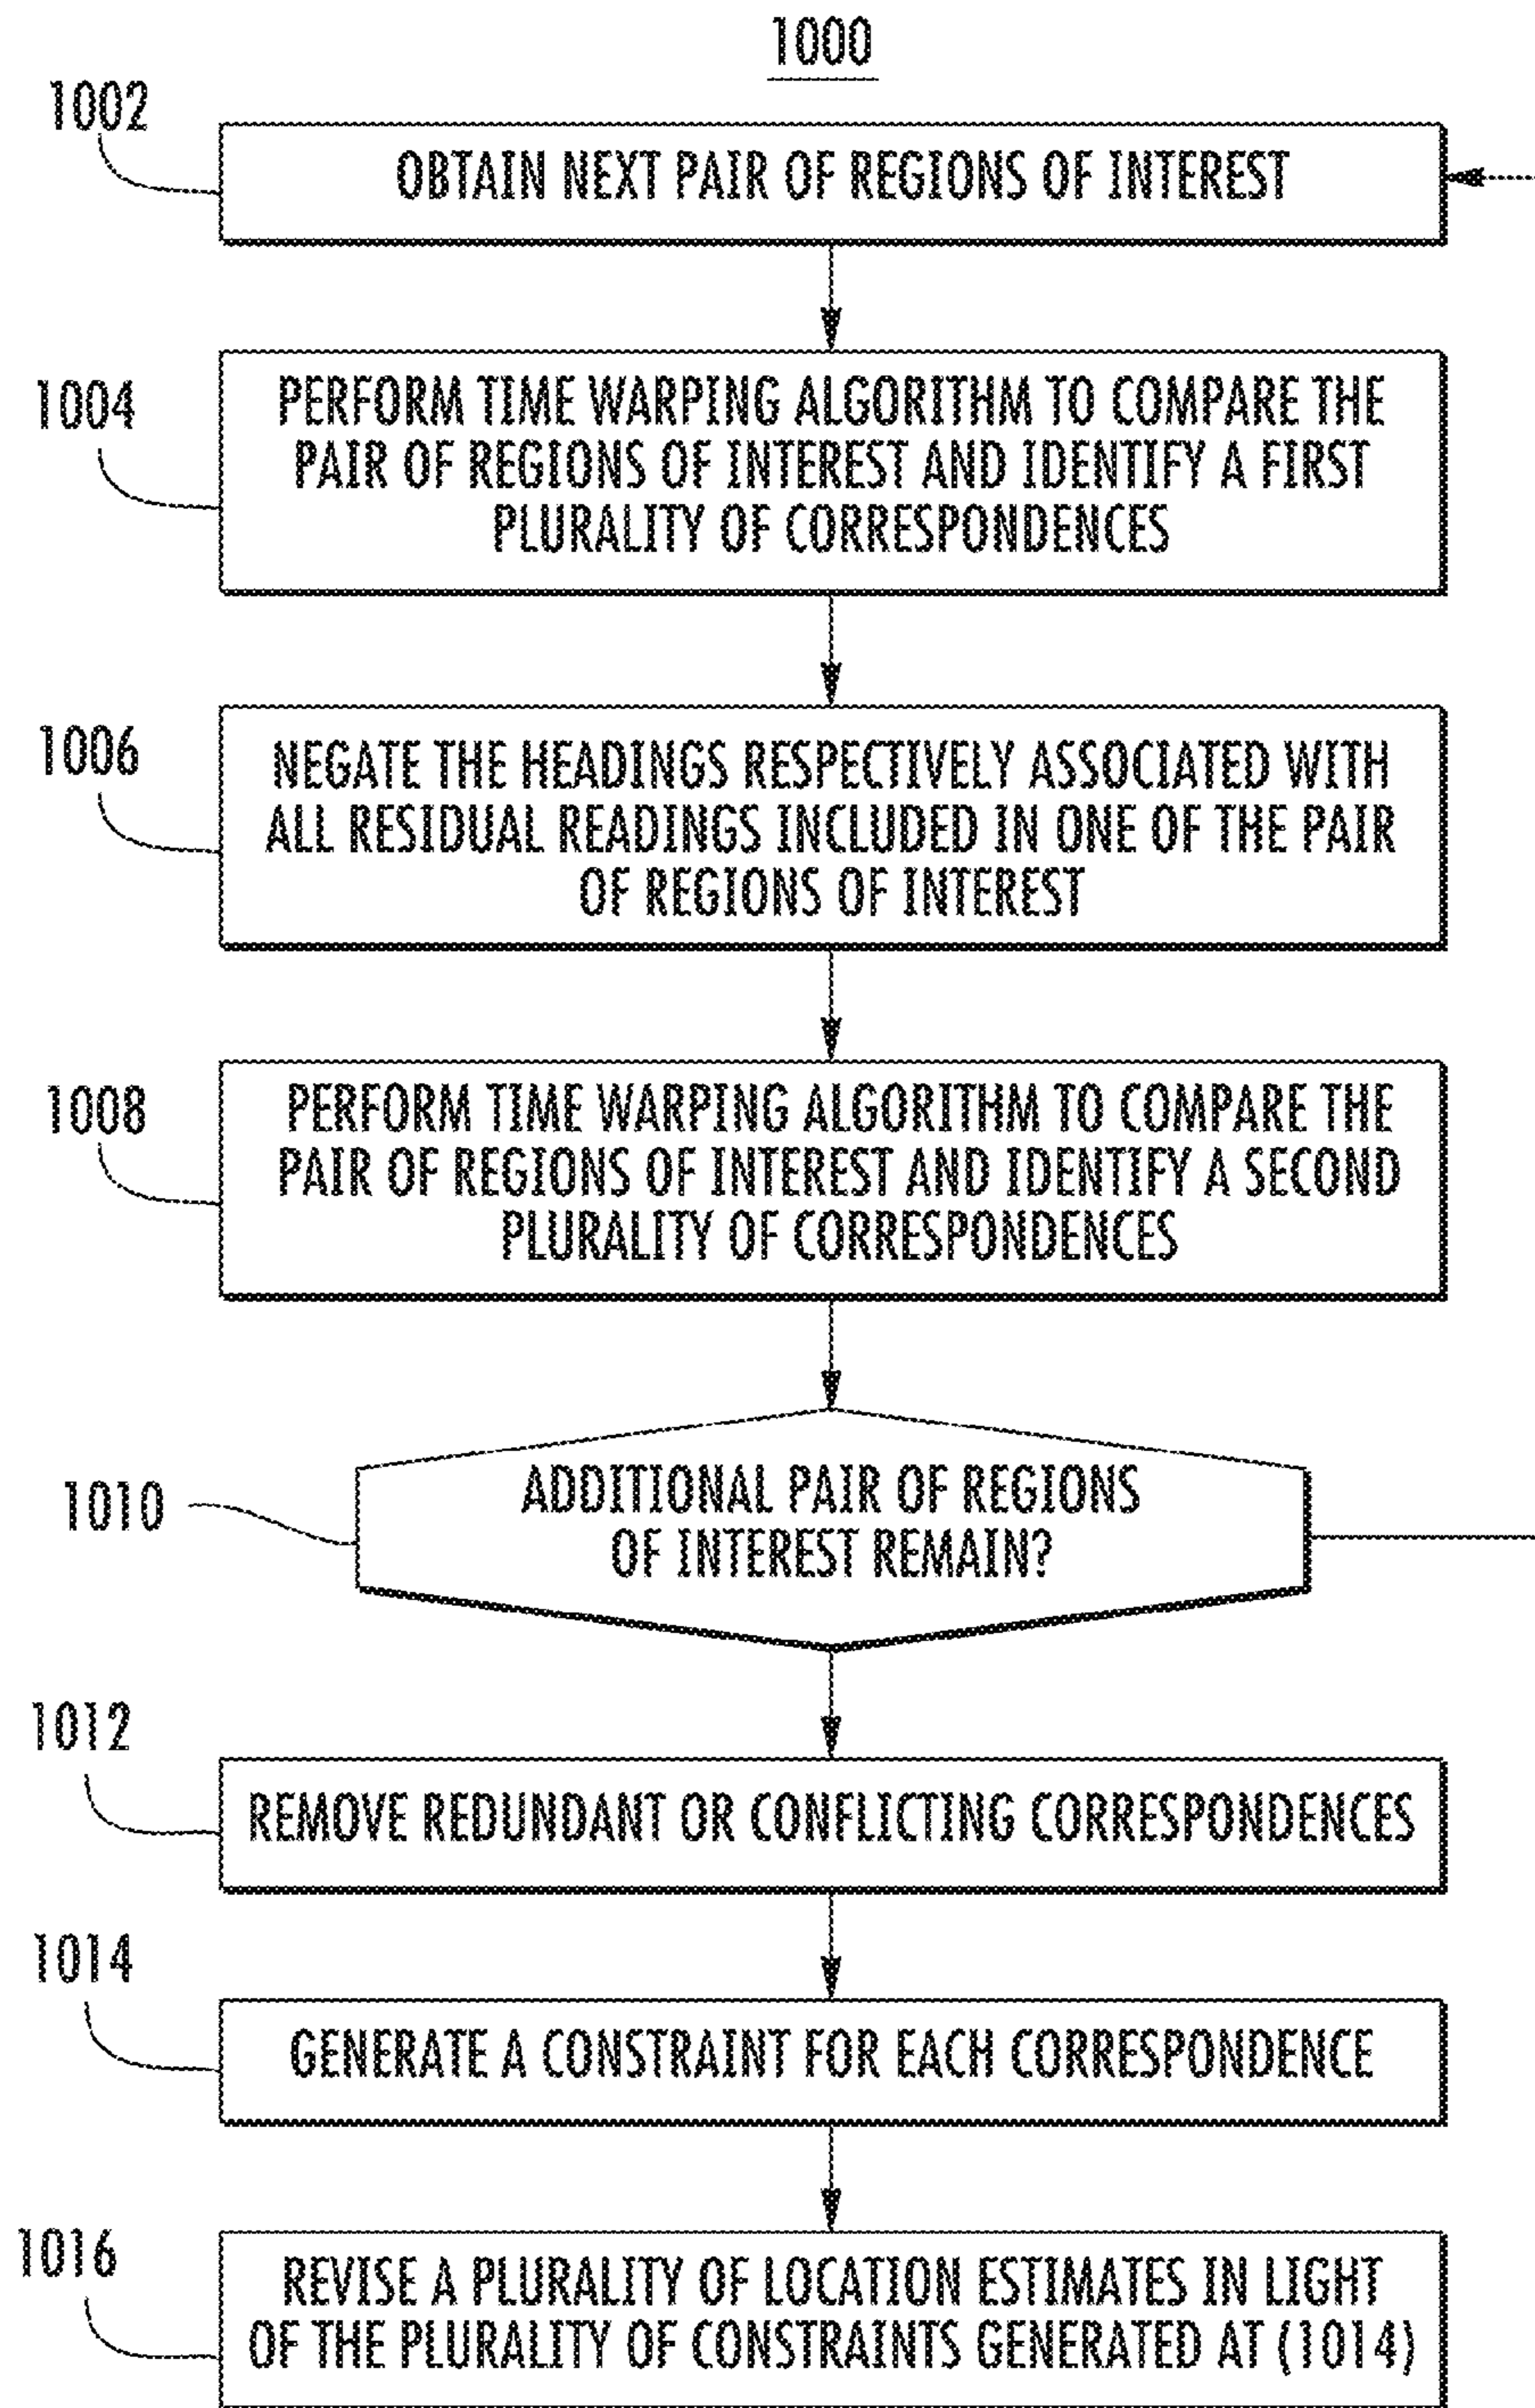 1000
1002
OBTAIN NEXT PAIR OF REGIONS OF INTEREST
1004
PERFORM TIME WARPING ALGORITHM TO COMPARE THE
PAIR OF REGIONS OF INTEREST AND IDENTIFY A FIRST
PLURALITY OF CORRESPONDENCES
1006
NEGATE THE HEADINGS RESPECTIVELY ASSOCIATED WITH
ALL RESIDUAL READINGS INCLUDED IN ONE OF THE PAIR
OF REGIONS OF INTEREST
1008
PERFORM TIME WARPING ALGORITHM TO COMPARE THE
PAIR OF REGIONS OF INTEREST AND IDENTIFY A SECOND
PLURALITY OF CORRESPONDENCES
1010
ADDITIONAL PAIR OF REGIONS
OF INTEREST REMAIN?
1012
REMOVE REDUNDANT OR CONFLICTING CORRESPONDENCES
1014
GENERATE A CONSTRAINT FOR EACH CORRESPONDENCE
1016
REVISE A PLURALITY OF LOCATION ESTIMATES IN LIGHT
OF THE PLURALITY OF CONSTRAINTS GENERATED AT (1014)